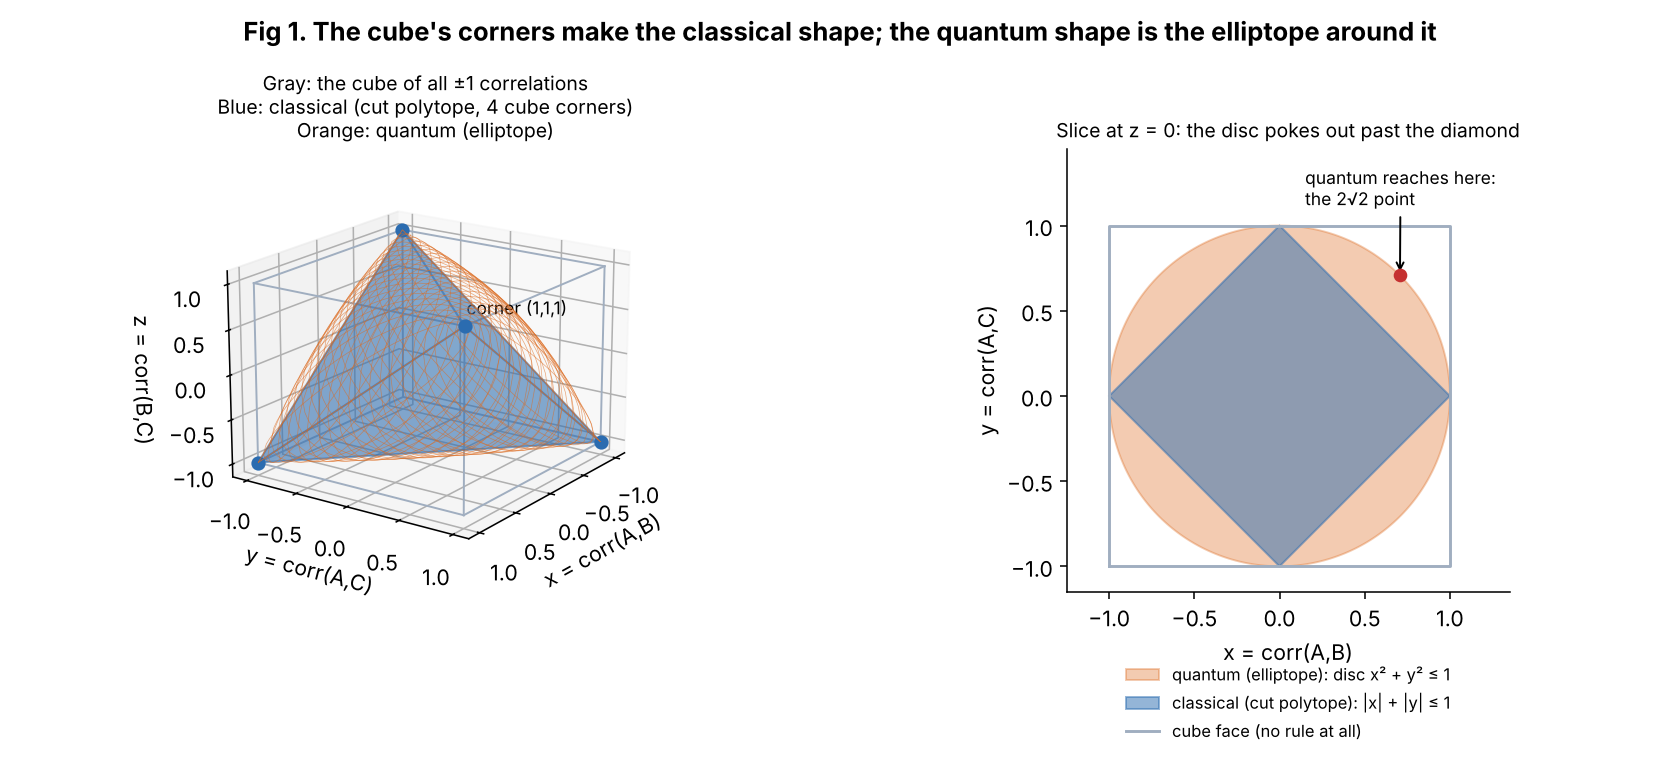 Fig 1. The cube's corners make the classical shape; the quantum shape is the elliptope around it
Gray: the cube of all ±1 correlations
Blue: classical (cut polytope, 4 cube corners)
Orange: quantum (elliptope)
corner (1,1,1)
z = corr(B,C)
1.0
0.5
0.0
−0.5
−1.0
−1.0
−0.5
0.0
0.5
1.0
y = corr(A,C)
1.0
0.5
0.0
−0.5
−1.0
x = corr(A,B)
Slice at z = 0: the disc pokes out past the diamond
quantum reaches here:
the 2√2 point
y = corr(A,C)
1.0
0.5
0.0
−0.5
−1.0
−1.0 −0.5 0.0 0.5 1.0
x = corr(A,B)
quantum (elliptope): disc x² + y² ≤ 1
classical (cut polytope): |x| + |y| ≤ 1
cube face (no rule at all)